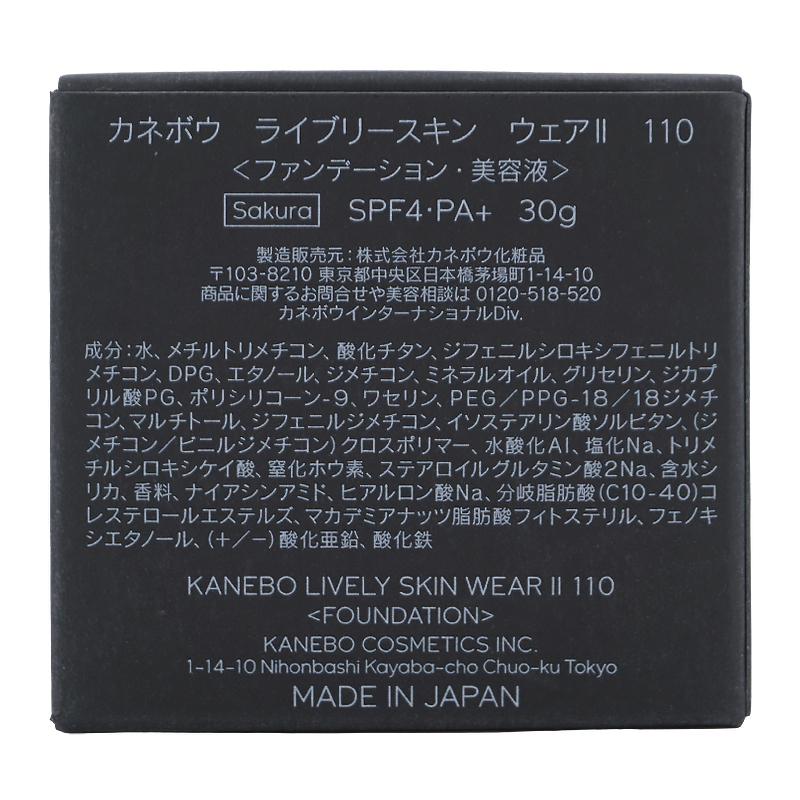 カネボウ ライブリースキン ウェアII 110
<ファンデーション・美容液>
Sakura SPF4・PA+ 30g
製造販売元：株式会社カネボウ化粧品
〒103-8210 東京都中央区日本橋茅場町1-14-10
商品に関するお問合せや美容相談は 0120-518-520
カネボウインターナショナルDiv.
成分：水、メチルトリメチコン、酸化チタン、ジフェニルシロキシフェニルトリ
メチコン、DPG、エタノール、ジメチコン、ミネラルオイル、グリセリン、ジカプ
リル酸PG、ポリシリコーン-9、ワセリン、PEG／PPG-18／18ジメチ
コン、マルチトール、ジフェニルジメチコン、イソステアリン酸ソルビタン、(ジ
メチコン／ビニルジメチコン)クロスポリマー、水酸化Al、塩化Na、トリメ
チルシロキシケイ酸、窒化ホウ素、ステアロイルグルタミン酸2Na、含水シ
リカ、香料、ナイアシンアミド、ヒアルロン酸Na、分岐脂肪酸(C10-40)コ
レステロールエステルズ、マカデミアナッツ脂肪酸フィトステリル、フェノキ
シエタノール、(+/-)酸化亜鉛、酸化鉄
KANEBO LIVELY SKIN WEAR II 110
<FOUNDATION>
KANEBO COSMETICS INC.
1-14-10 Nihonbashi Kayaba-cho Chuo-ku Tokyo
MADE IN JAPAN